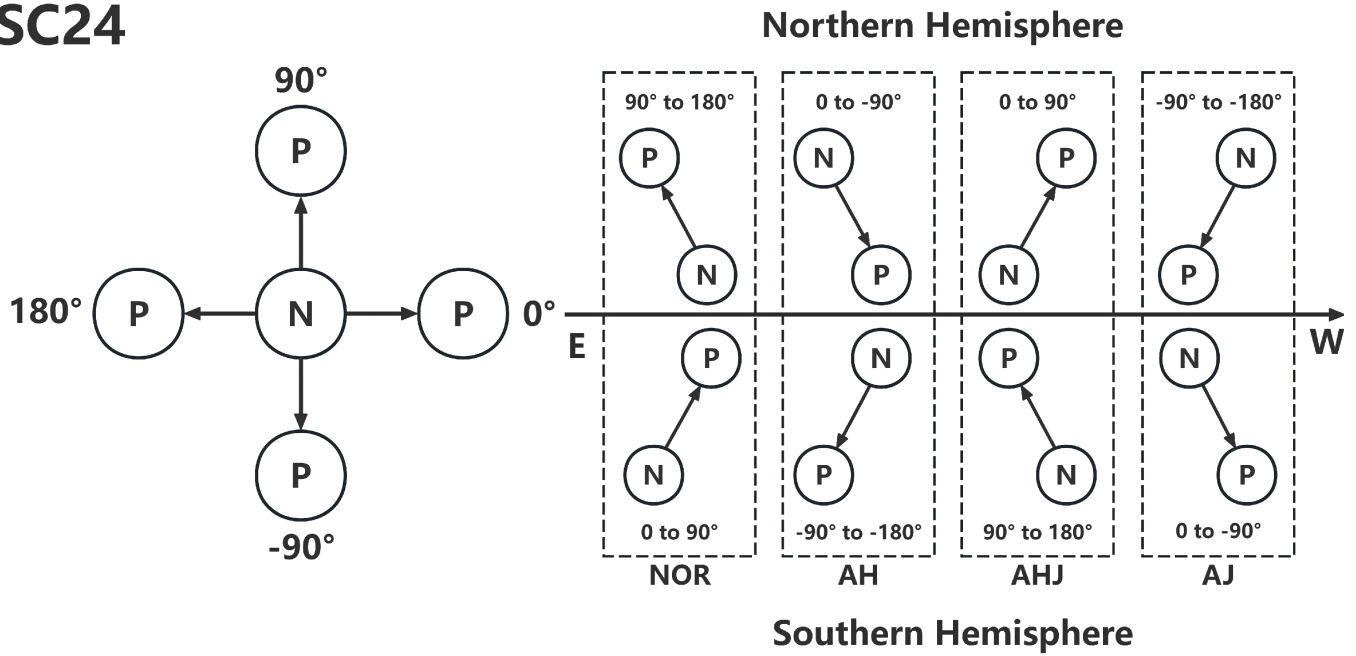 SC24
90°
P
180°
P
N
P
0°
P
-90°
Northern Hemisphere
90° to 180°
0 to -90°
0 to 90°
-90° to -180°
P
N
P
N
N
P
N
P
E
W
P
N
P
N
N
P
N
P
0 to 90°
-90° to -180°
90° to 180°
0 to -90°
NOR
AH
AHJ
AJ
Southern Hemisphere